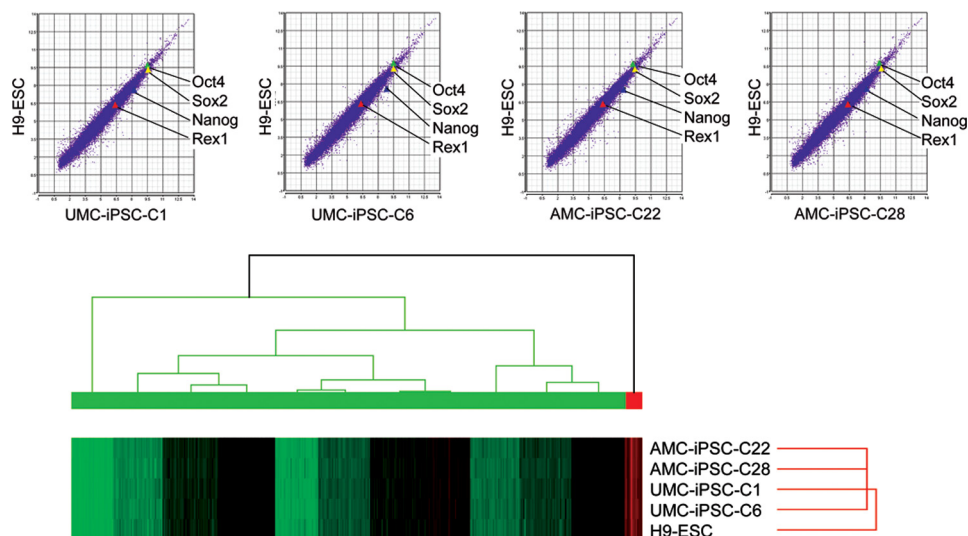 H9-ESC
Oct4
Sox2
Nanog
Rex1
UMC-iPSC-C1
H9-ESC
Oct4
Sox2
Nanog
Rex1
UMC-iPSC-C6
H9-ESC
Oct4
Sox2
Nanog
Rex1
AMC-iPSC-C22
H9-ESC
Oct4
Sox2
Nanog
Rex1
AMC-iPSC-C28
AMC-iPSC-C22
AMC-iPSC-C28
UMC-iPSC-C1
UMC-iPSC-C6
H9-ESC